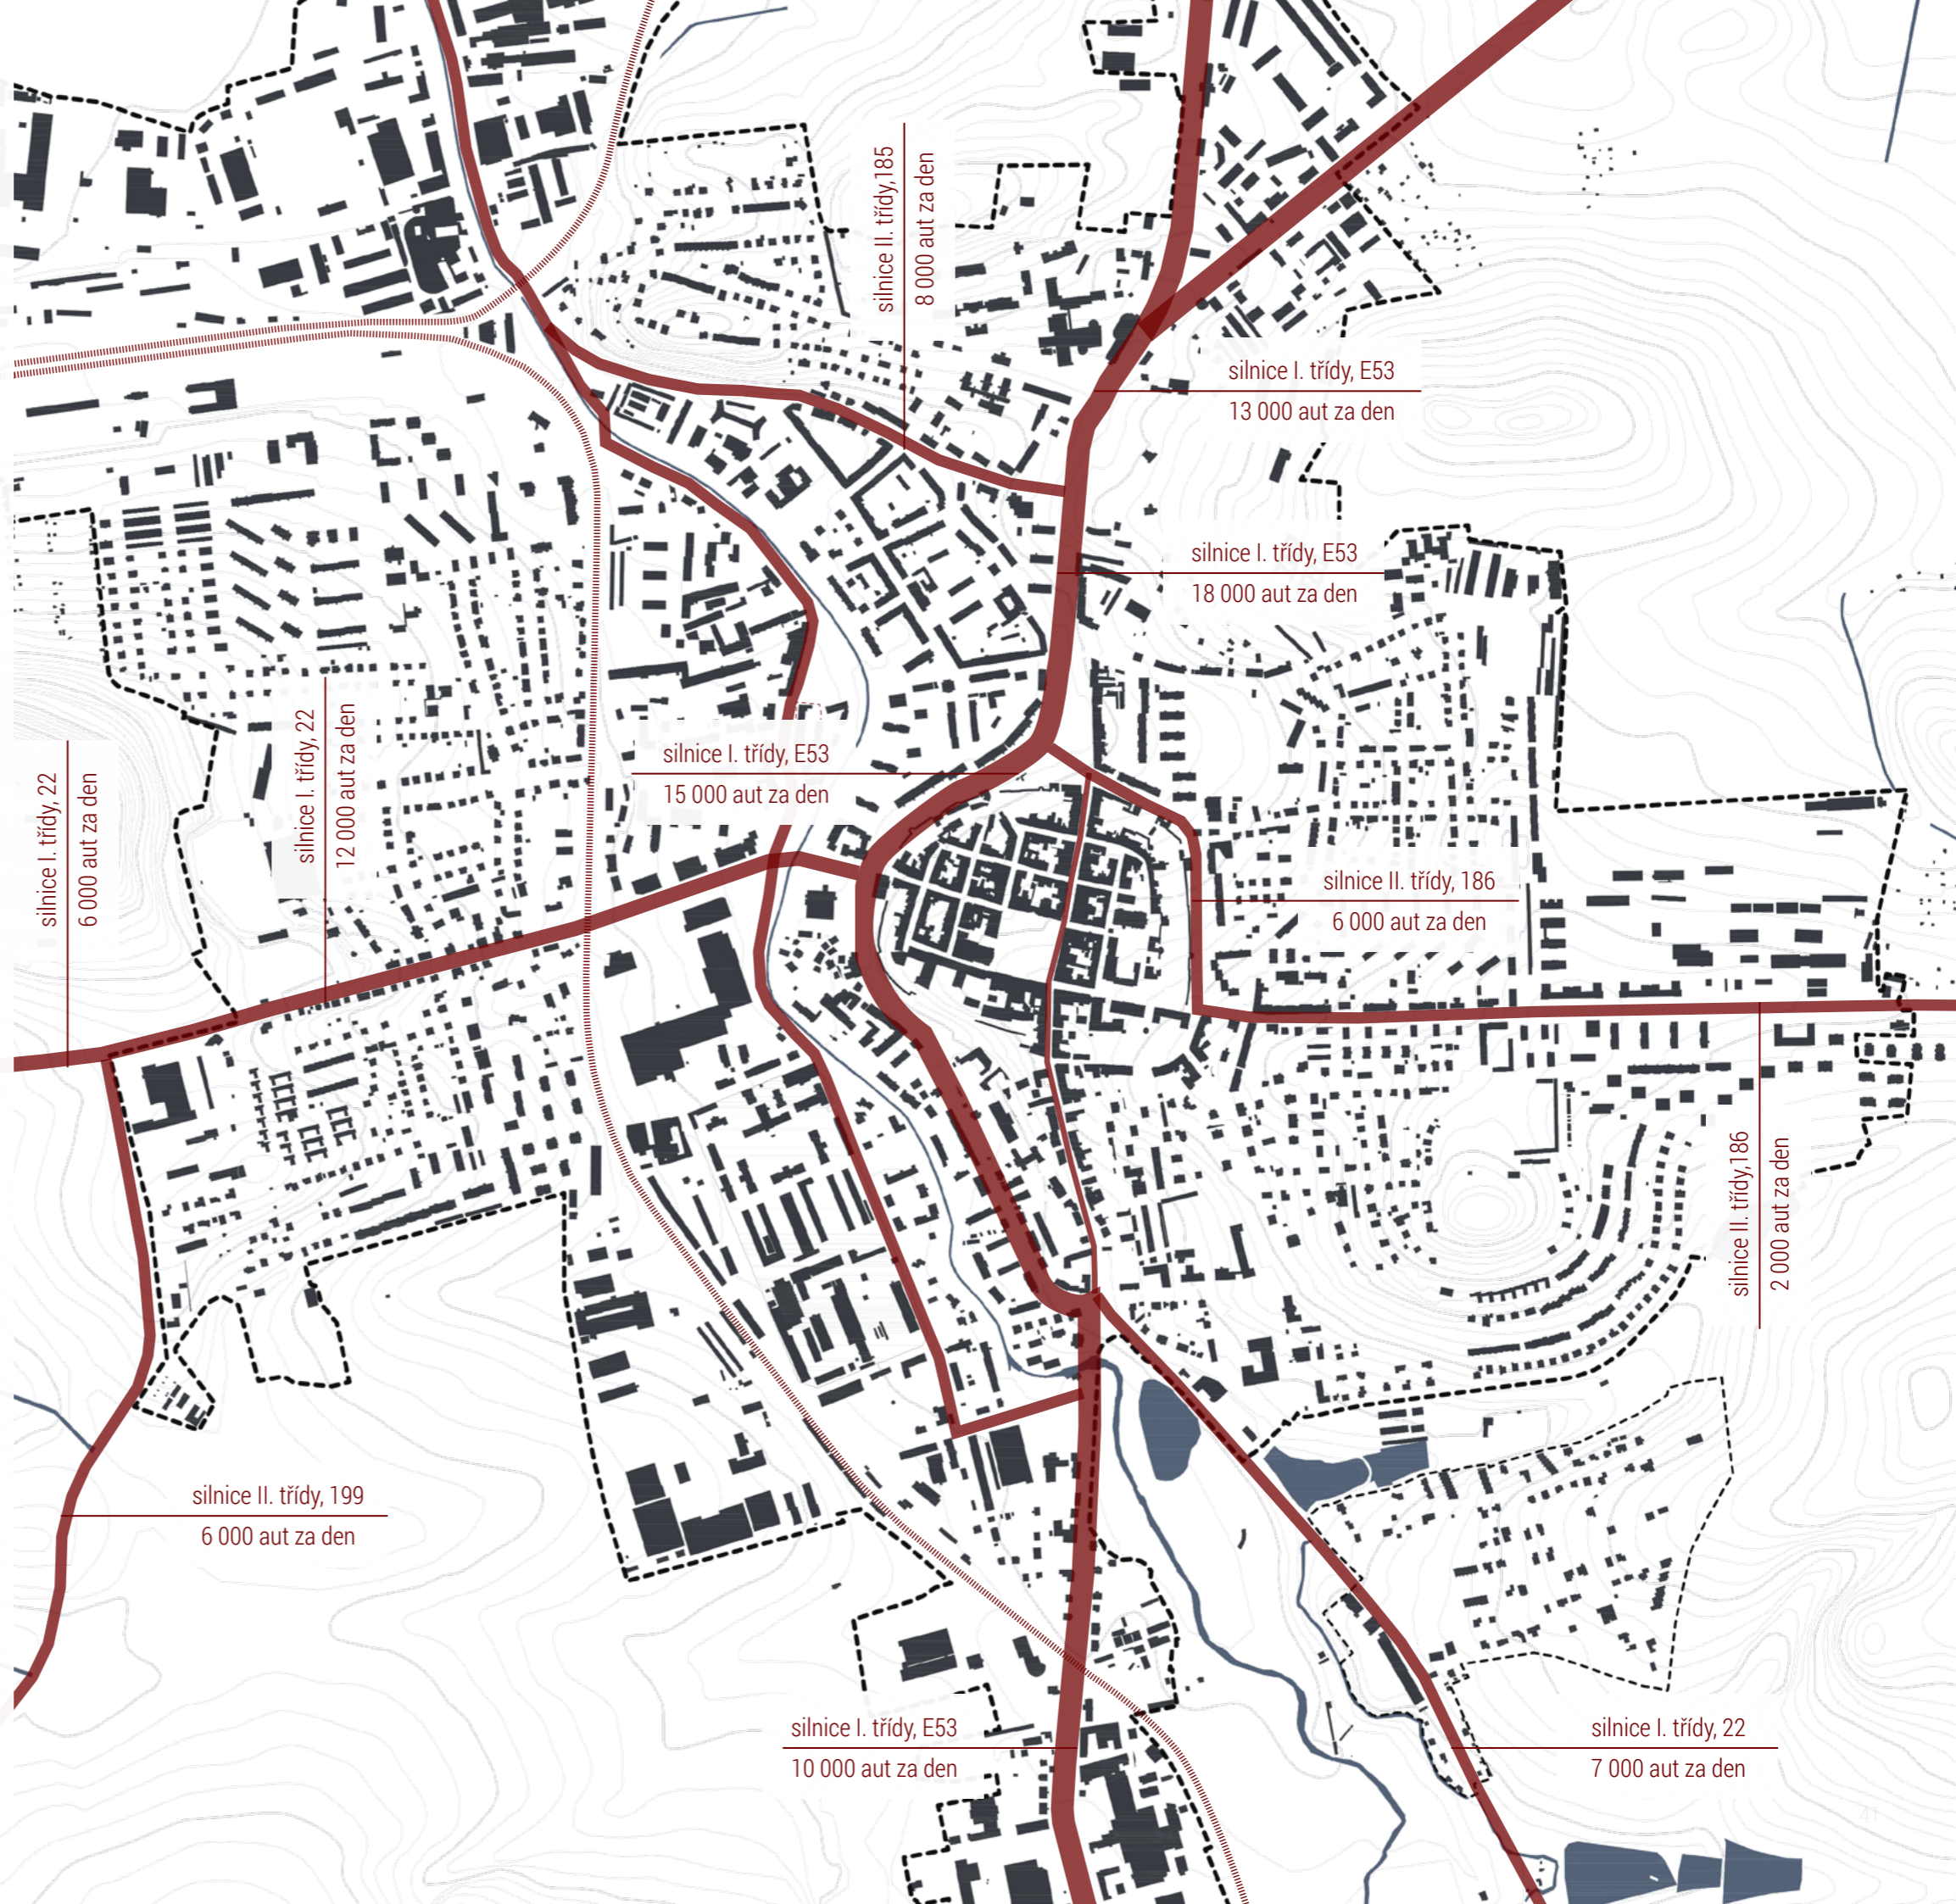 silnice II. třídy,185
8 000 aut za den
silnice I. třídy, E53
13 000 aut za den
silnice I. třídy, E53
18 000 aut za den
silnice I. třídy, 22
12 000 aut za den
silnice I. třídy, 22
6 000 aut za den
silnice I. třídy, E53
15 000 aut za den
silnice II. třídy, 186
6 000 aut za den
silnice II. třídy,186
2 000 aut za den
silnice II. třídy, 199
6 000 aut za den
silnice I. třídy, E53
10 000 aut za den
silnice I. třídy, 22
7 000 aut za den
41